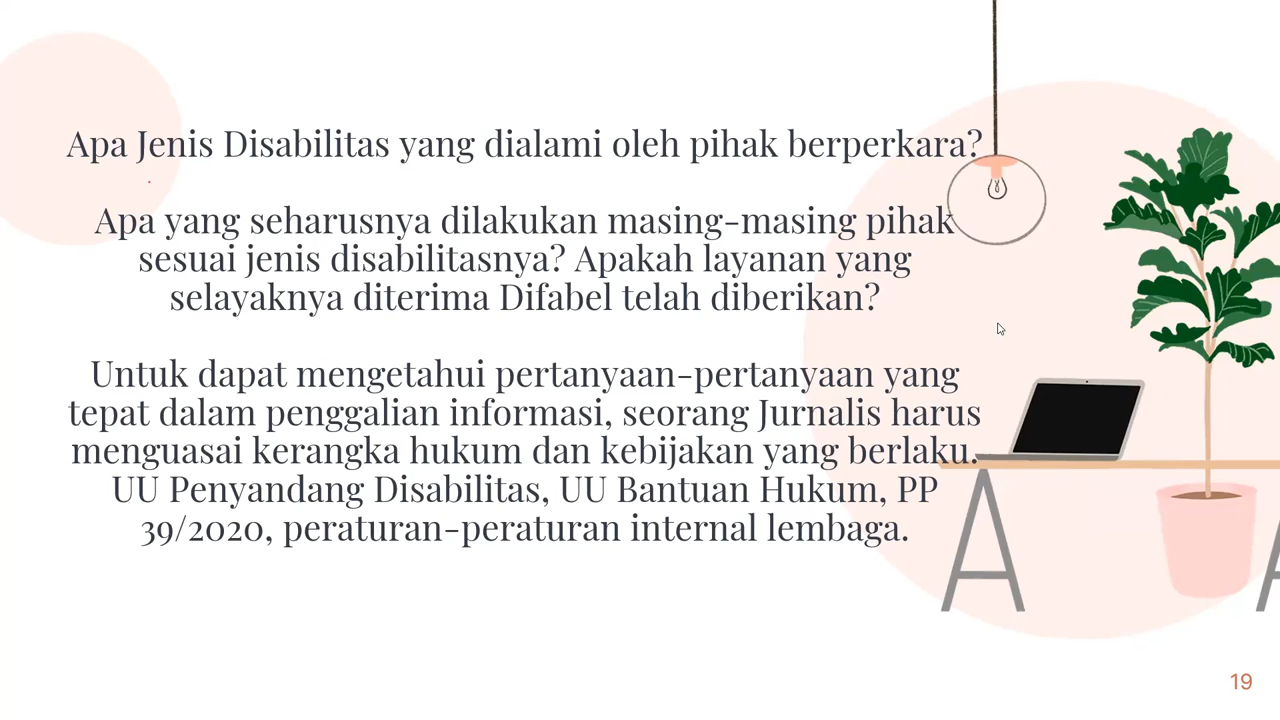 Apa Jenis Disabilitas yang dialami oleh pihak berperkara?
Apa yang seharusnya dilakukan masing-masing pihak
sesuai jenis disabilitasnya? Apakah layanan yang
selayaknya diterima Difabel telah diberikan?
Untuk dapat mengetahui pertanyaan-pertanyaan yang
tepat dalam penggalian informasi, seorang Jurnalis harus
menguasai kerangka hukum dan kebijakan yang berlaku.
UU Penyandang Disabilitas, UU Bantuan Hukum, PP
39/2020, peraturan-peraturan internal lembaga.
19